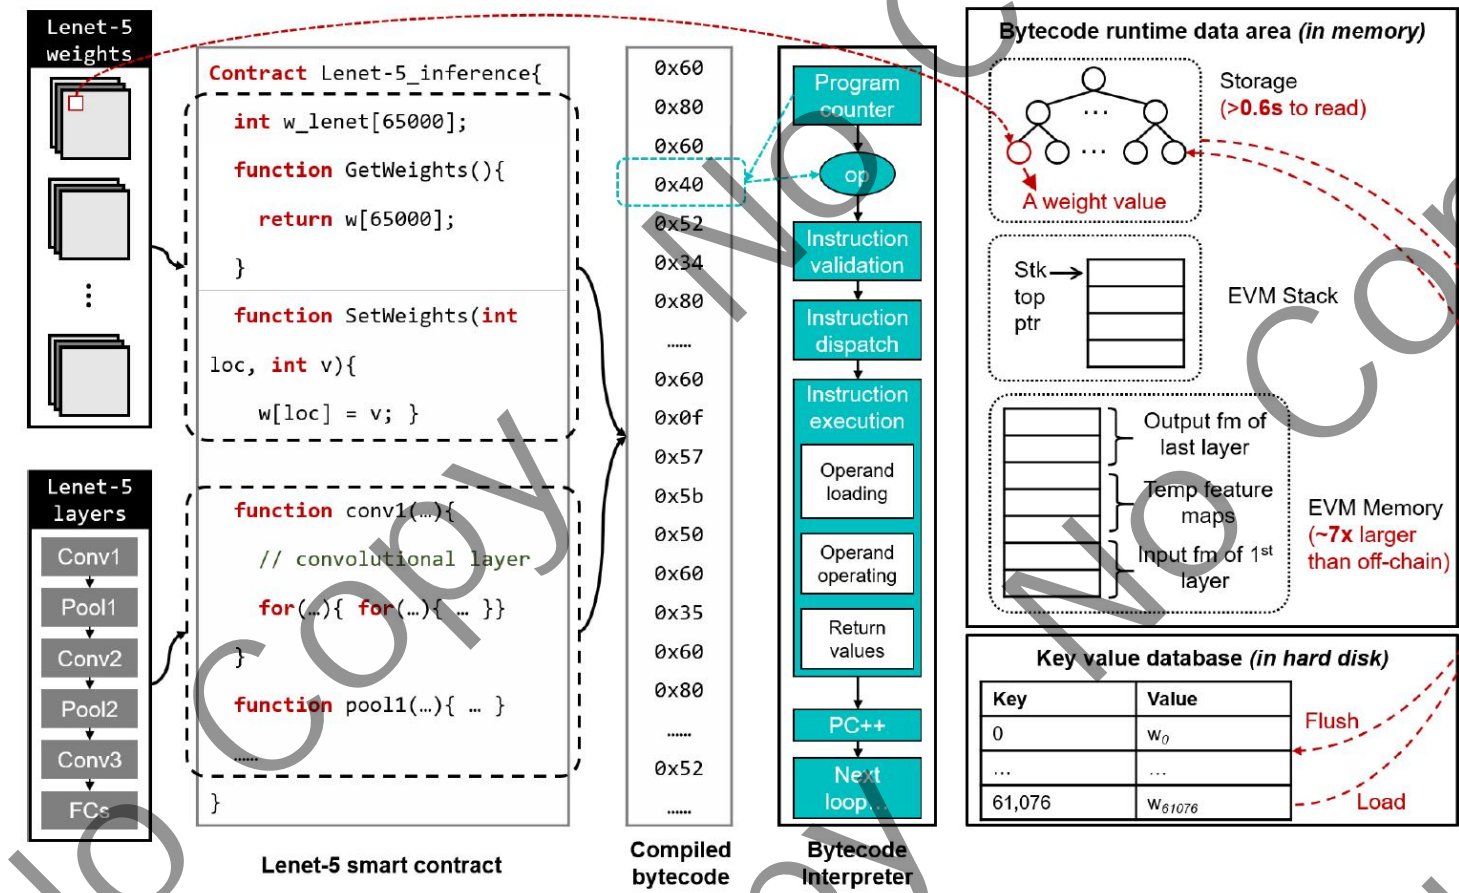 Lenet-5
weights
Lenet-5
layers
Conv1
Pool1
Conv2
Pool2
Conv3
FCs
Contract Lenet-5_inference{
int w_lenet[65000];
function GetWeights(){
return w[65000];
}
function SetWeights(int
loc, int v){
w[loc] = v; }
function conv1(…){
// convolutional layer
for(…){ for(…){ … }}
}
function pool1(…){ … }
……
}
Lenet-5 smart contract
0x60
0x80
0x60
0x40
0x52
0x34
0x80
……
0x60
0x0f
0x57
0x5b
0x50
0x60
0x35
0x60
0x80
……
0x52
……
Compiled
bytecode
Program
counter
op
Instruction
validation
Instruction
dispatch
Instruction
execution
Operand
loading
Operand
operating
Return
values
PC++
Next
loop…
Bytecode
Interpreter
Bytecode runtime data area (in memory)
Storage
(>0.6s to read)
… 
…
A weight value
Stk
top
ptr
EVM Stack
Output fm of
last layer
Temp feature
maps
Input fm of 1st
layer
EVM Memory
(~7x larger
than off-chain)
Key value database (in hard disk)
Key Value
0 w0
… …
61,076 w61076
Flush
Load
No Copy
No Copy
No Copy